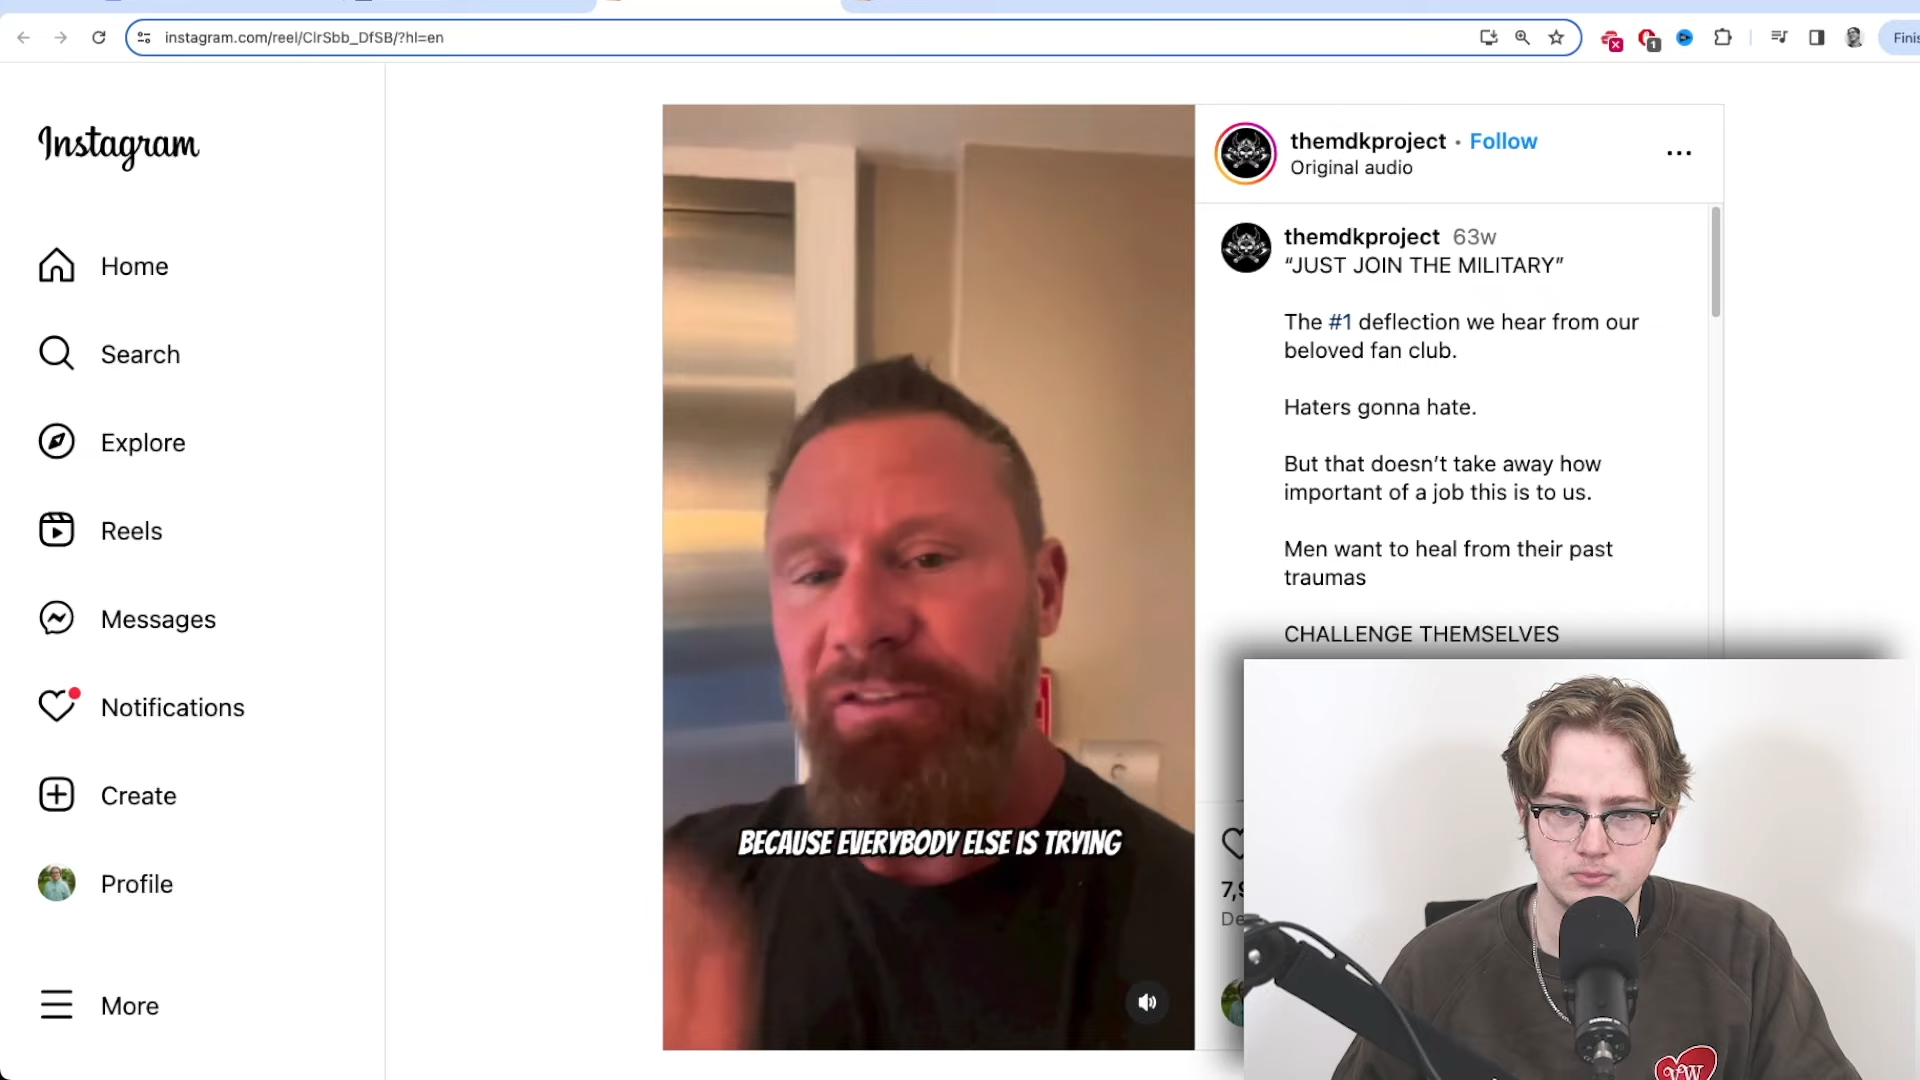 instagram.com/reel/ClrSbb_DfSB/?hl=en
1
Instagram
Home
Search
Explore
Reels
Messages
Notifications
Create
Profile
More
BECAUSE EVERYBODY ELSE IS TRYING
themdkproject • Follow
Original audio
themdkproject 63w
“JUST JOIN THE MILITARY”
The #1 deflection we hear from our
beloved fan club.
Haters gonna hate.
But that doesn’t take away how
important of a job this is to us.
Men want to heal from their past
traumas
CHALLENGE THEMSELVES
VW